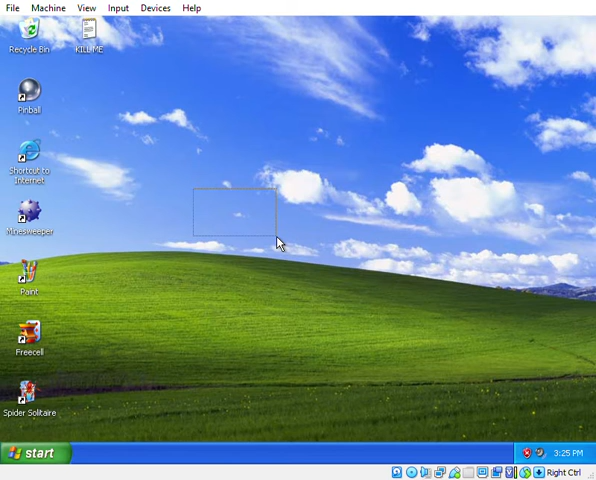 File Machine View Input Devices Help
Recycle Bin
KILL ME
Pinball
Shortcut to
Internet
Minesweeper
Paint
Freecell
Spider Solitaire
start
3:25 PM
Right Ctrl